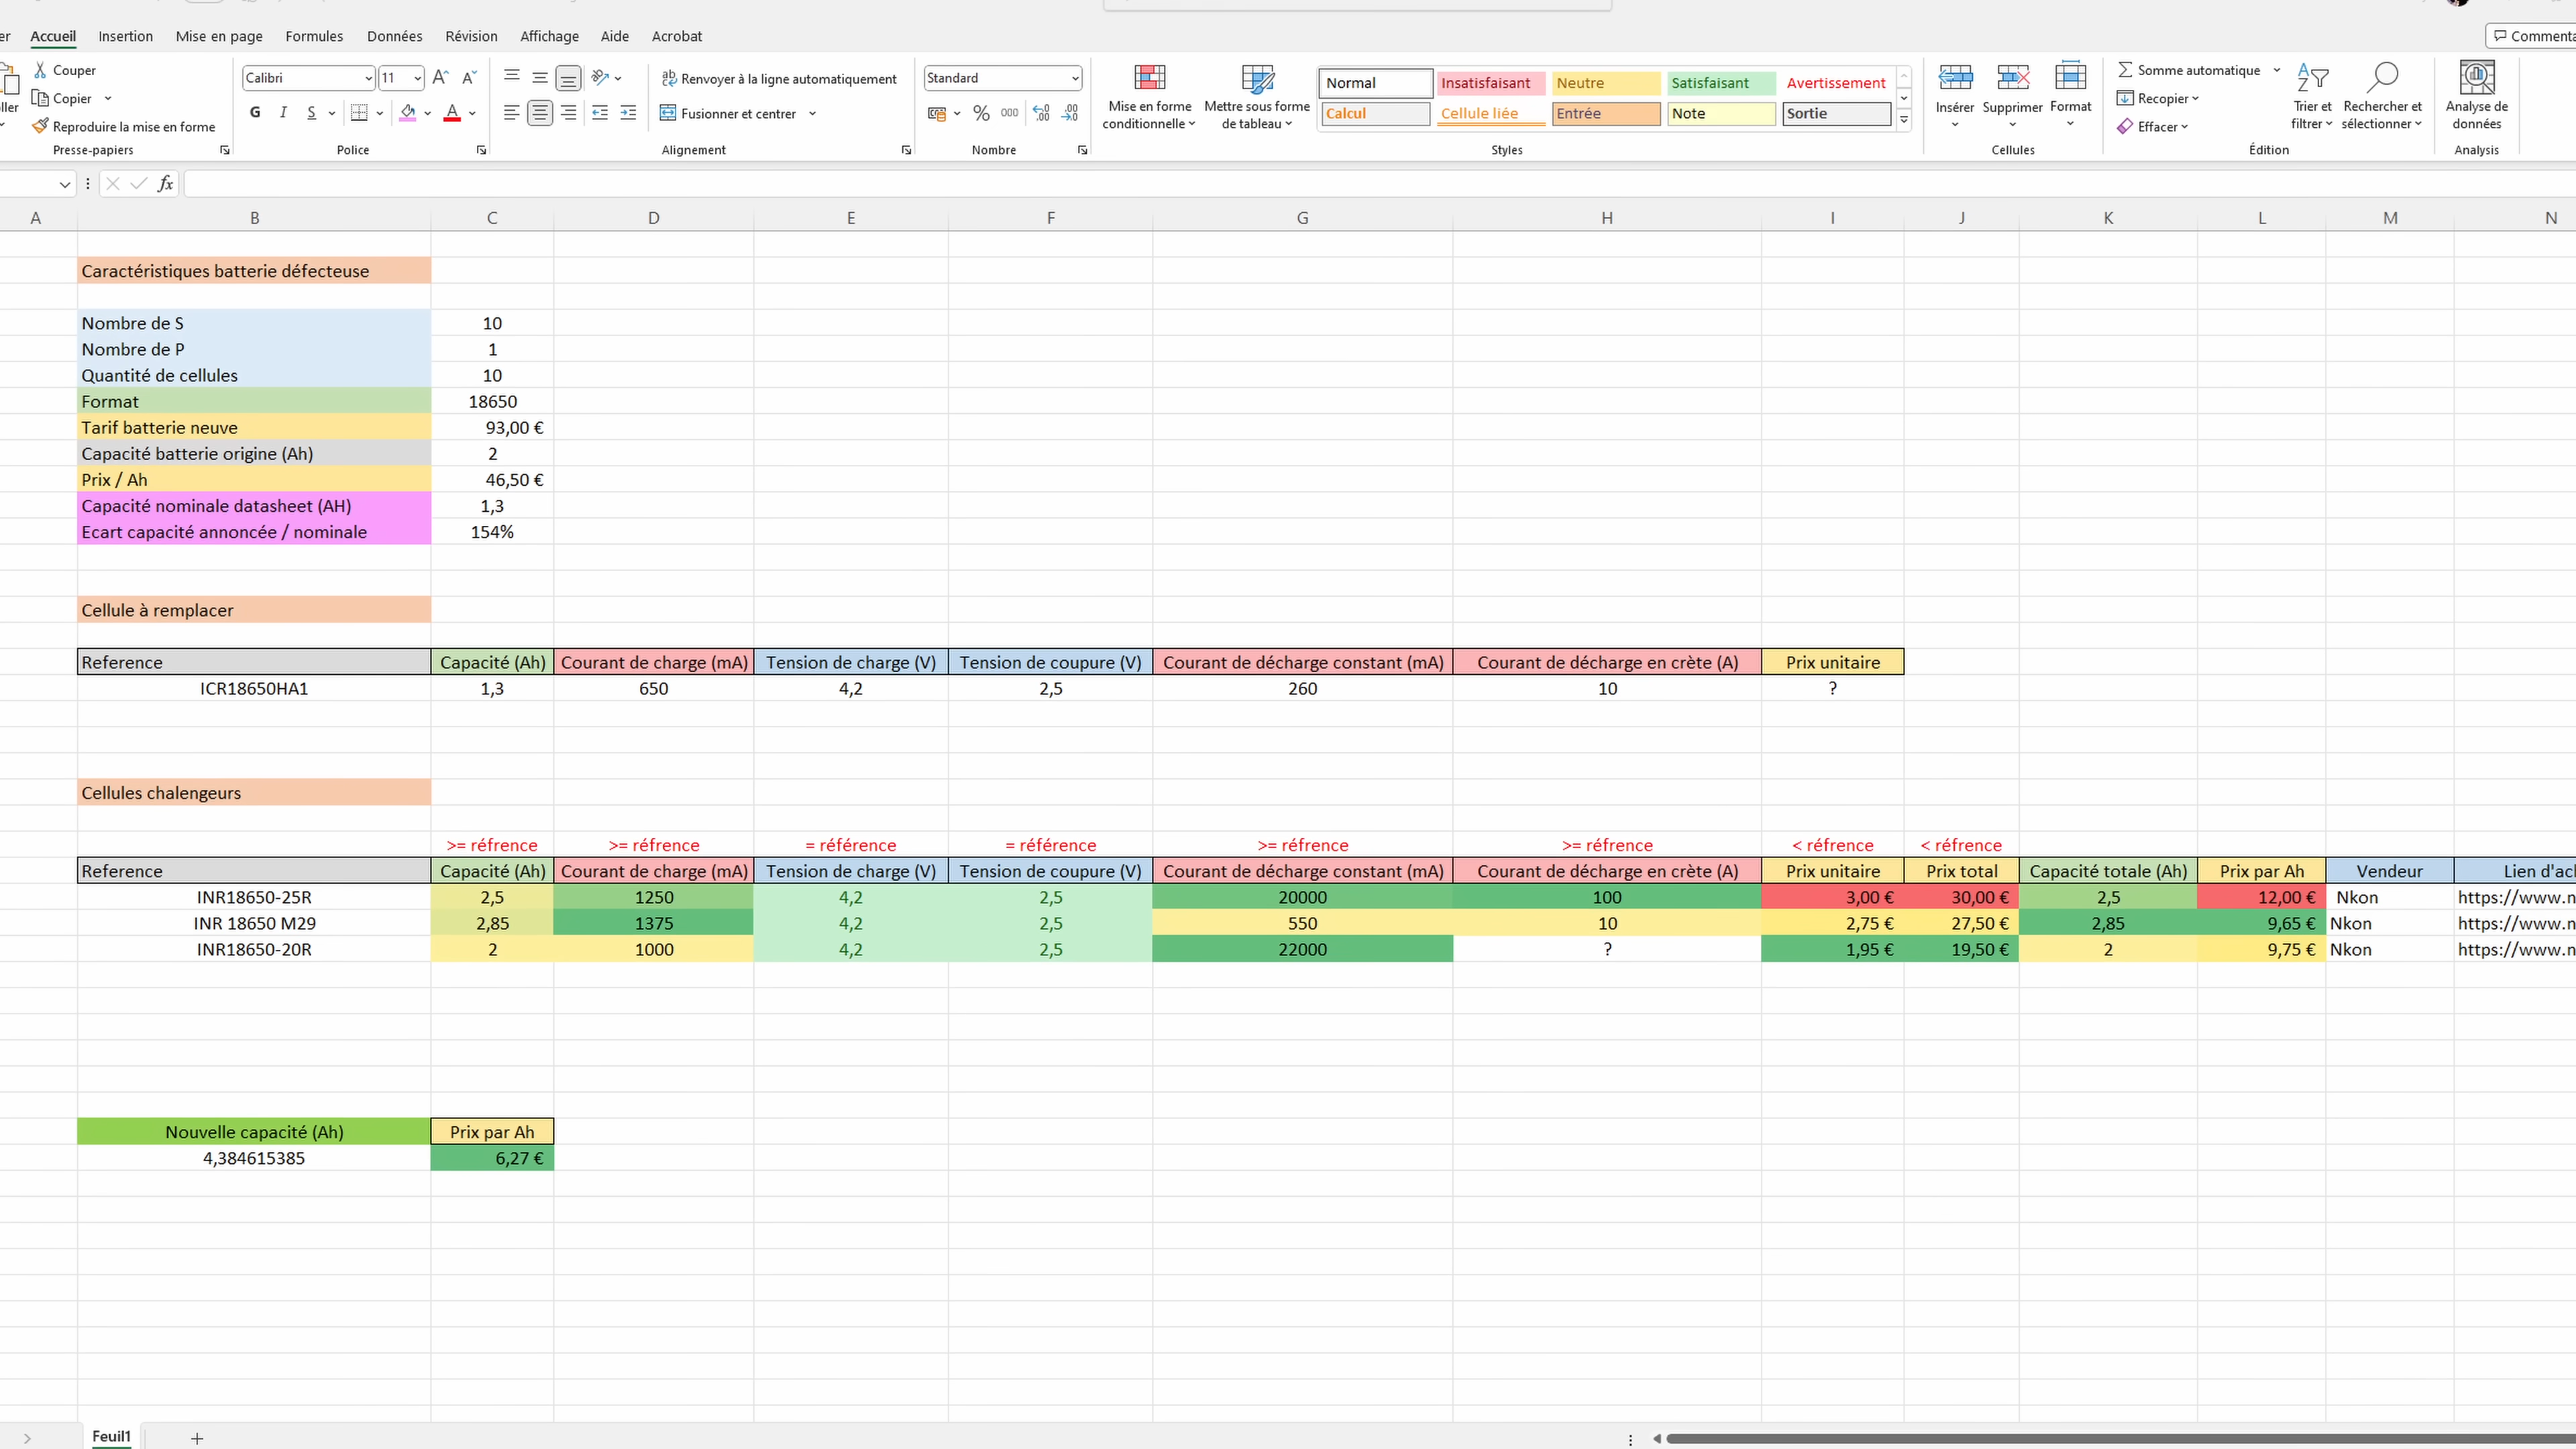 er Accueil Insertion Mise en page Formules Données Révision Affichage Aide Acrobat Commenta
Couper
ller Copier
Reproduire la mise en forme
Presse-papiers
Calibri 11
G I S
Police
Renvoyer à la ligne automatiquement
Fusionner et centrer
Alignement
Standard
% 000
Nombre
Mise en forme conditionnelle
Mettre sous forme de tableau
Normal Insatisfaisant Neutre Satisfaisant Avertissement
Calcul Cellule liée Entrée Note Sortie
Styles
Insérer Supprimer Format
Cellules
Somme automatique
Recopier
Effacer
Trier et filtrer
Rechercher et sélectionner
Édition
Analyse de données
Analysis
fx
A B C D E F G H I J K L M N
Caractéristiques batterie défecteuse
Nombre de S 10
Nombre de P 1
Quantité de cellules 10
Format 18650
Tarif batterie neuve 93,00 €
Capacité batterie origine (Ah) 2
Prix / Ah 46,50 €
Capacité nominale datasheet (AH) 1,3
Ecart capacité annoncée / nominale 154%
Cellule à remplacer
Reference Capacité (Ah) Courant de charge (mA) Tension de charge (V) Tension de coupure (V) Courant de décharge constant (mA) Courant de décharge en crète (A) Prix unitaire
ICR18650HA1 1,3 650 4,2 2,5 260 10 ?
Cellules chalengeurs
>= réfrence >= réfrence = référence = référence >= réfrence >= réfrence < réfrence < réfrence
Reference Capacité (Ah) Courant de charge (mA) Tension de charge (V) Tension de coupure (V) Courant de décharge constant (mA) Courant de décharge en crète (A) Prix unitaire Prix total Capacité totale (Ah) Prix par Ah Vendeur Lien d'ach
INR18650-25R 2,5 1250 4,2 2,5 20000 100 3,00 € 30,00 € 2,5 12,00 € Nkon https://www.n
INR 18650 M29 2,85 1375 4,2 2,5 550 10 2,75 € 27,50 € 2,85 9,65 € Nkon https://www.n
INR18650-20R 2 1000 4,2 2,5 22000 ? 1,95 € 19,50 € 2 9,75 € Nkon https://www.n
Nouvelle capacité (Ah) Prix par Ah
4,384615385 6,27 €
Feuil1